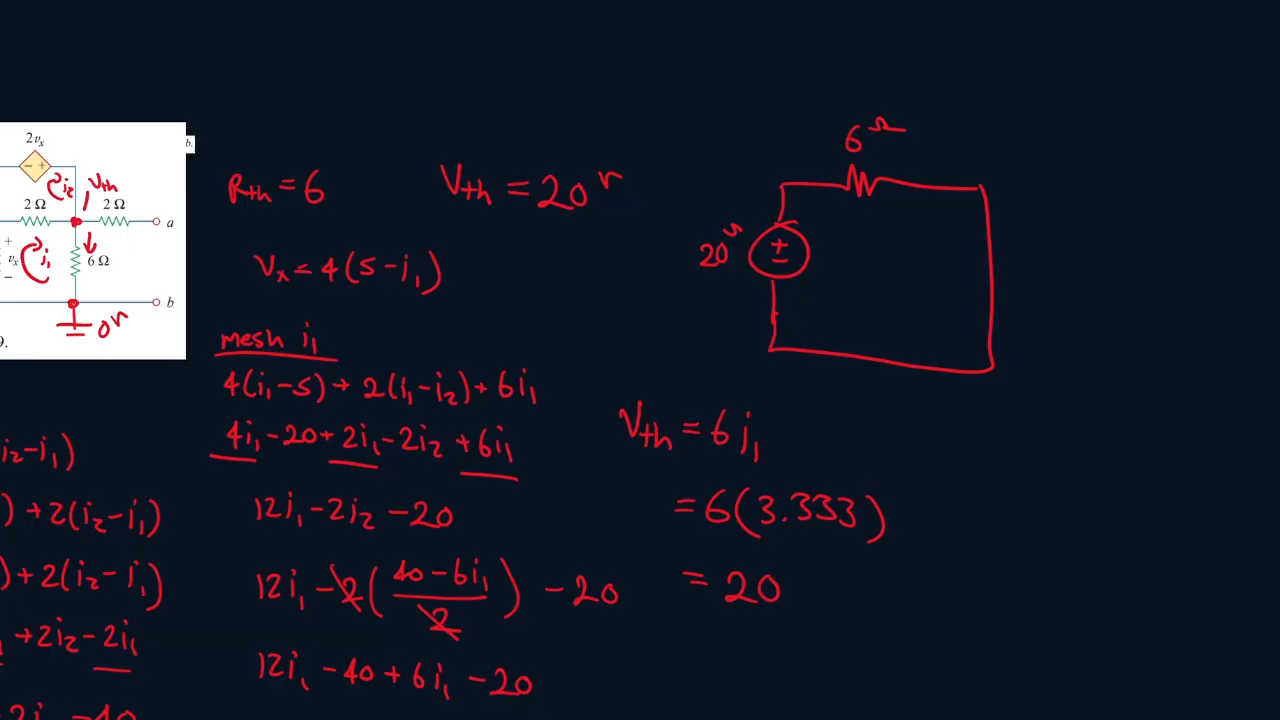 2vₓ
b.
− +
i₂
Vth
2 Ω
2 Ω
a
+
vₓ
−
i₁
6 Ω
b
0v
9.
Rth = 6
Vth = 20v
Vx = 4(5-i₁)
mesh i₁
4(i₁-5) + 2(i₁-i₂) + 6i₁
4i₁ -20 + 2i₁ -2i₂ + 6i₁
12i₁ -2i₂ -20
12i₁ -2(40-6i₁/2) -20
12i₁ -40 + 6i₁ -20
i₂-i₁)
) +2(i₂-i₁)
) +2(i₂-i₁)
+2i₂ -2i₁
6Ω
20v
+
−
Vth = 6i₁
= 6(3.333)
= 20